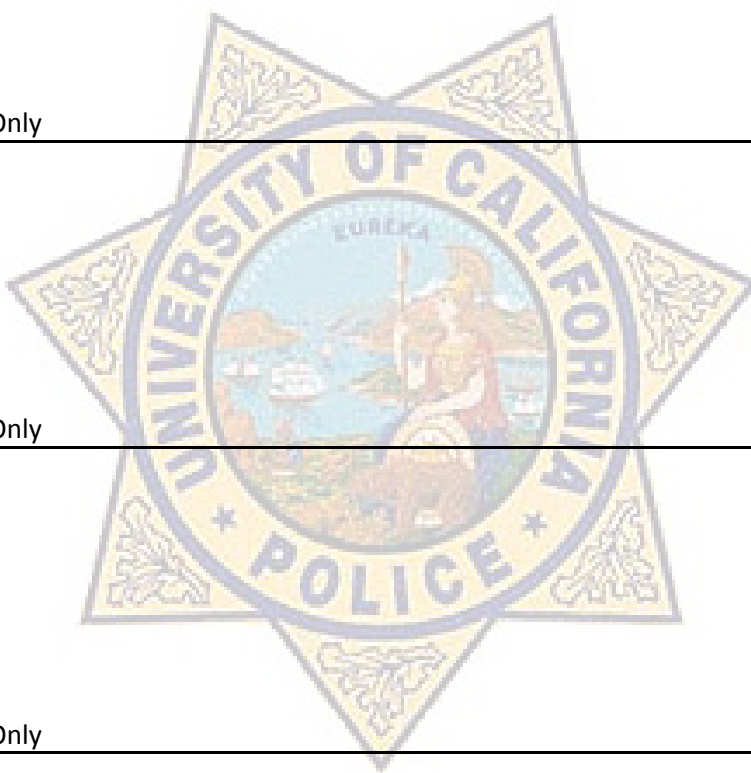 Only
UNIVERSITY OF CALIFORNIA
EUREKA
Only
POLICE
Only